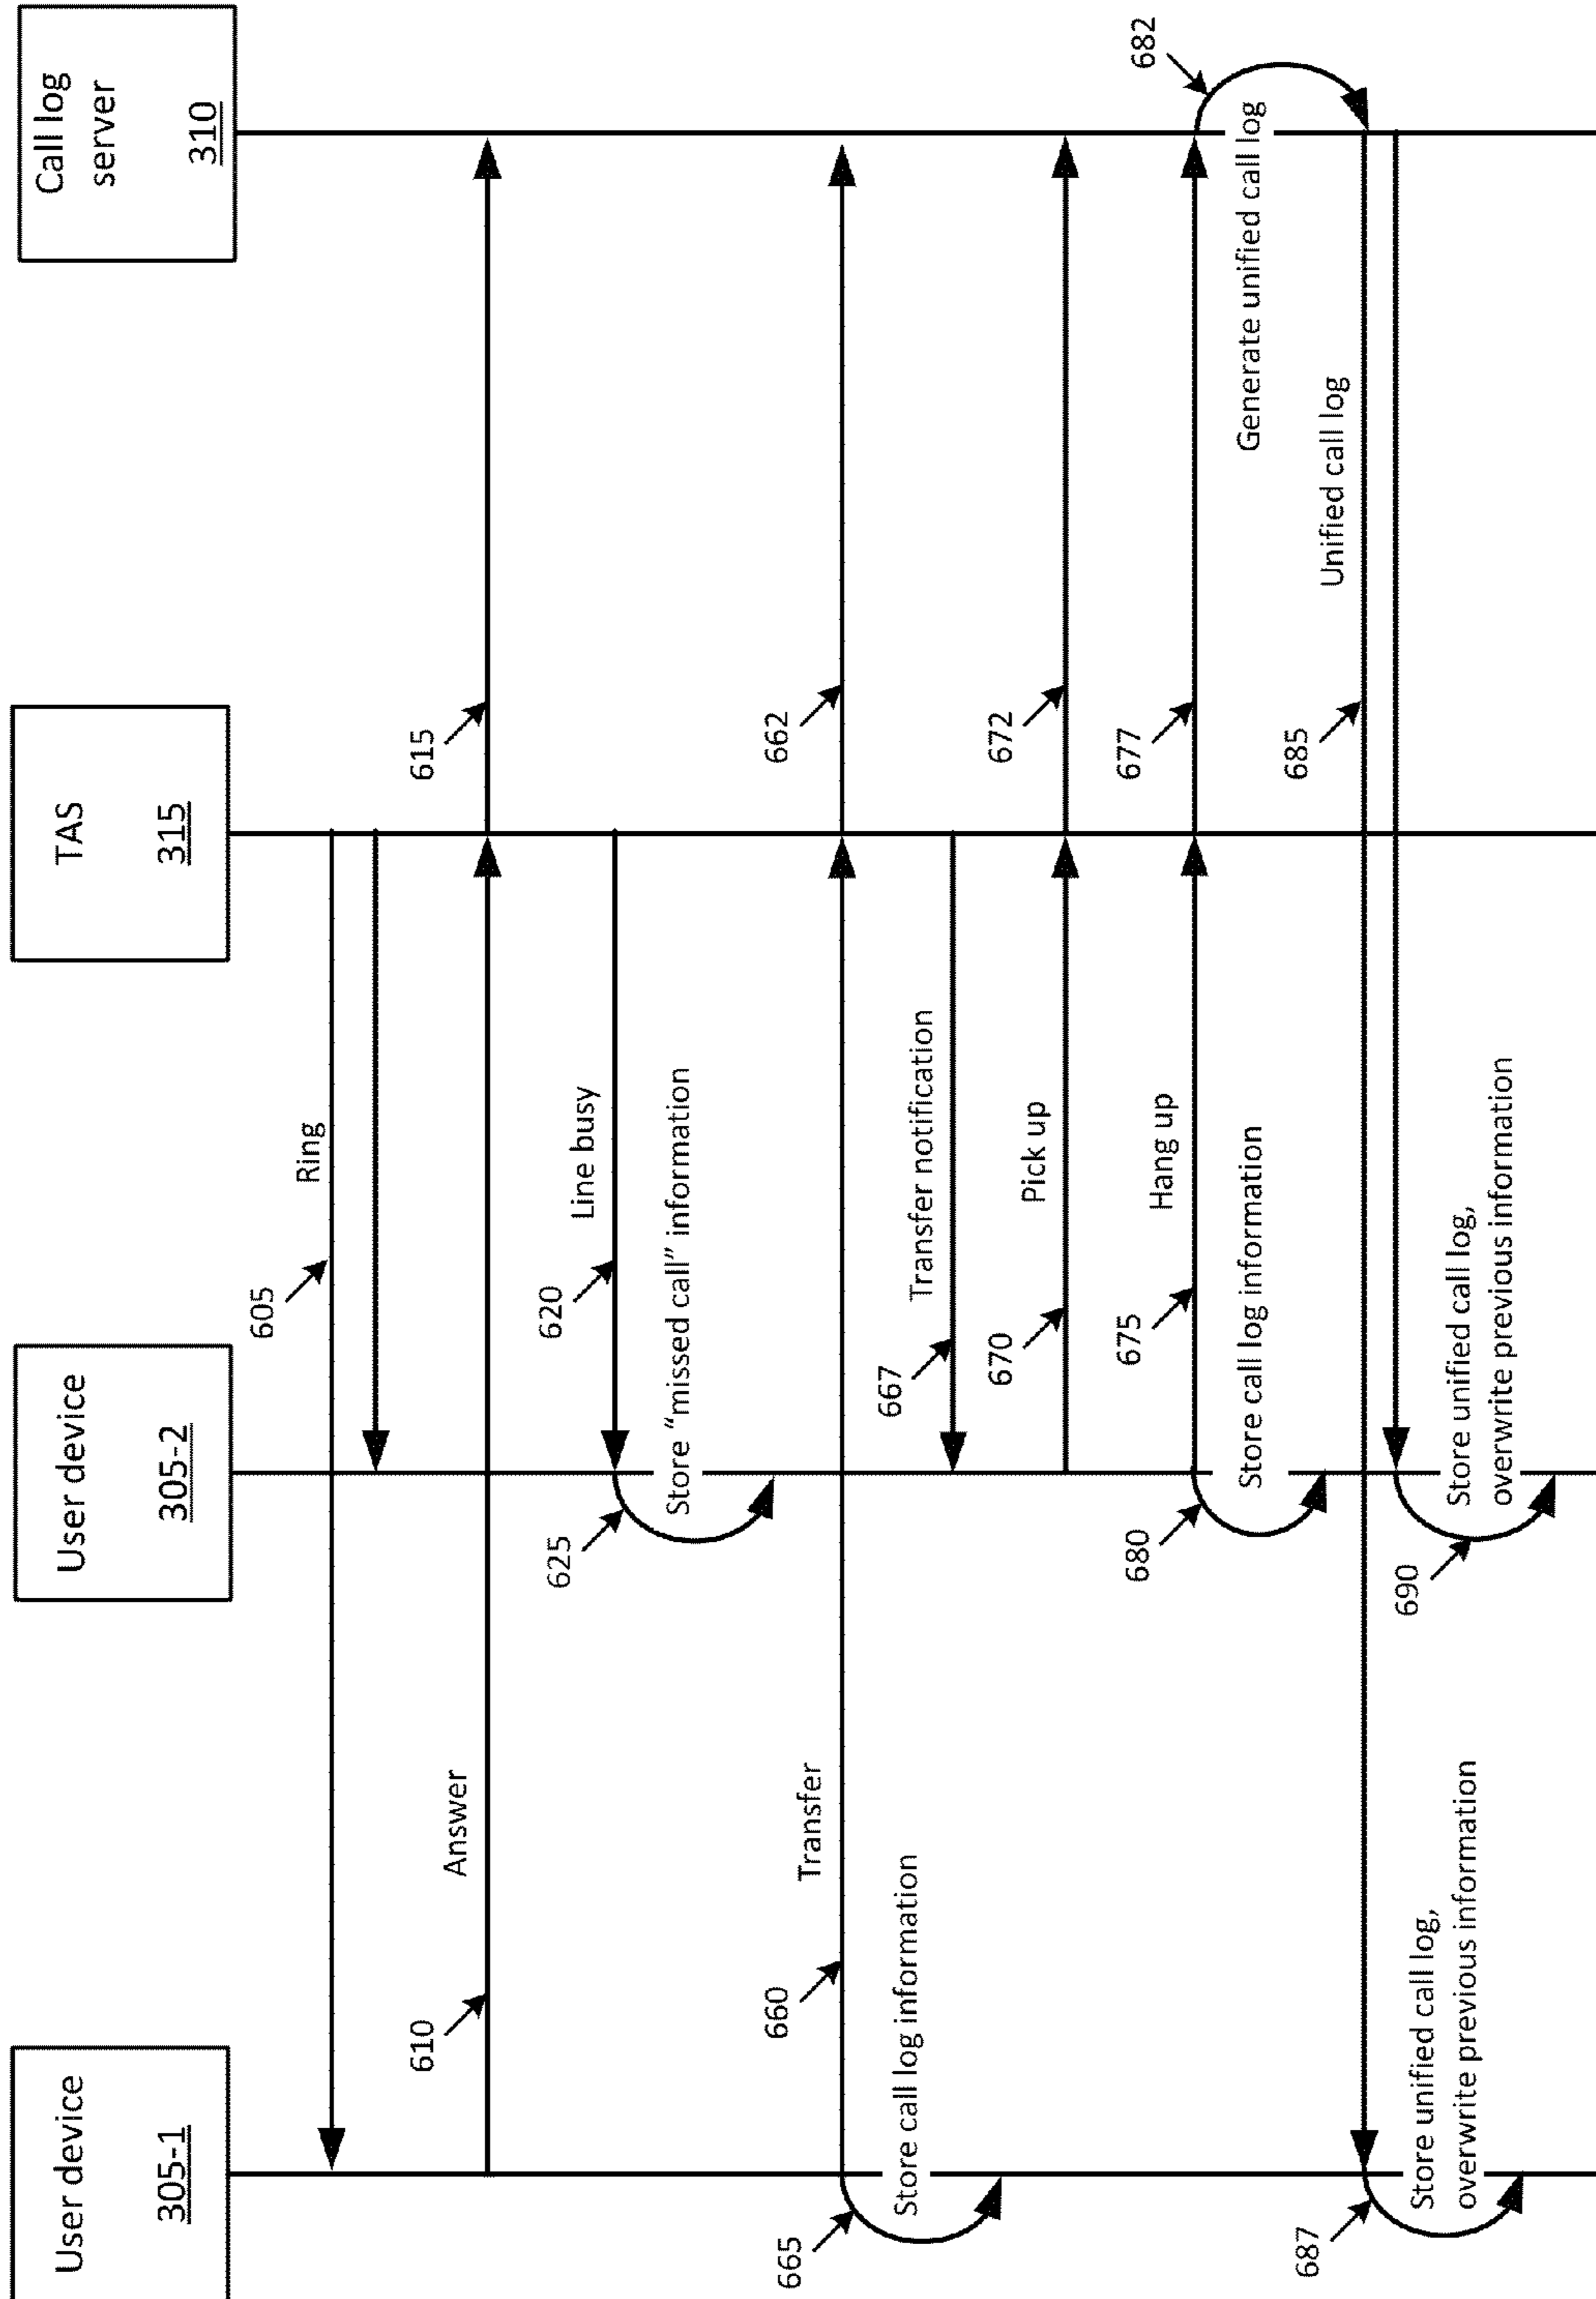 User device
305-1
User device
305-2
TAS
315
Call log
server
310
605
Ring
610
Answer
615
620
Line busy
625
Store “missed call” information
660
Transfer
662
665
Store call log information
667
Transfer notification
670
Pick up
672
675
Hang up
677
680
Store call log information
682
Generate unified call log
685
Unified call log
687
Store unified call log,
overwrite previous information
690
Store unified call log,
overwrite previous information